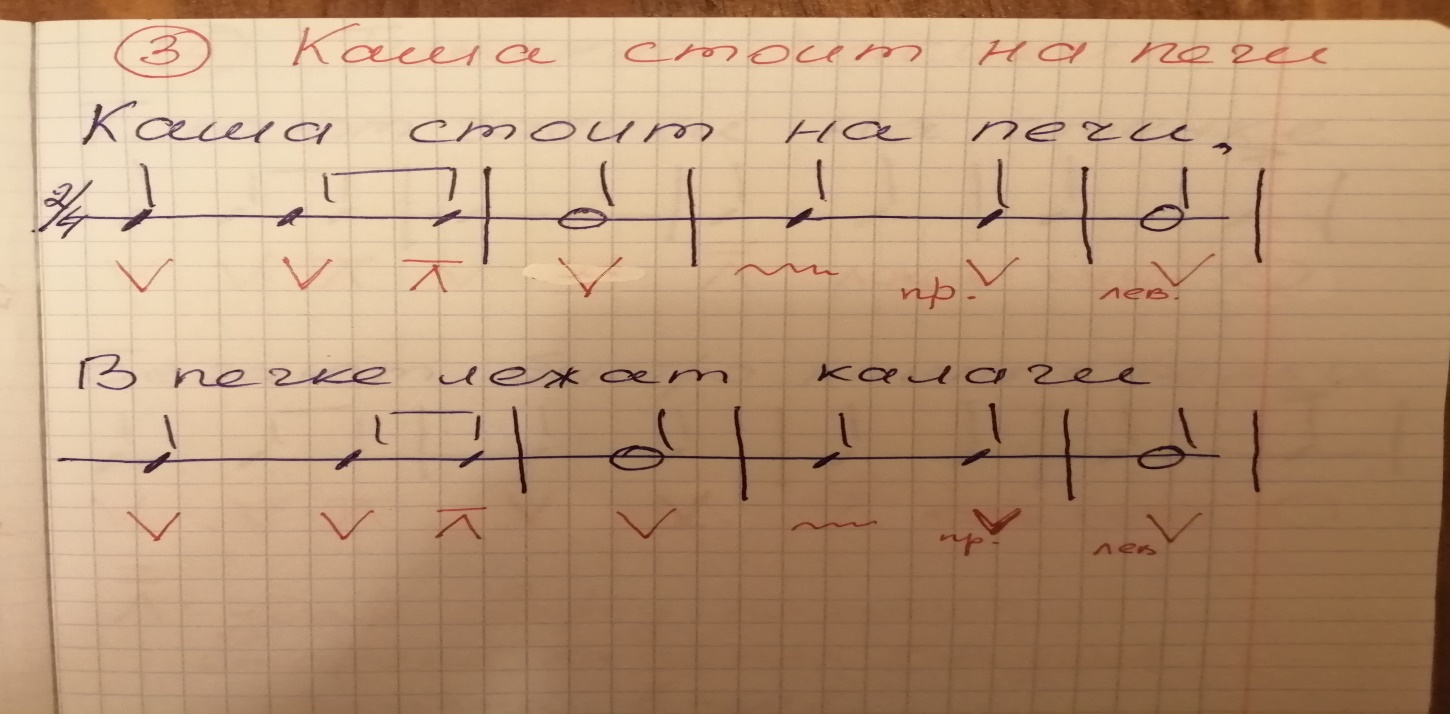 3 Каша стоит на печи
Каша стоит на печи,
2/4
пр. лев.
В печке лежат калачи
пр. лев